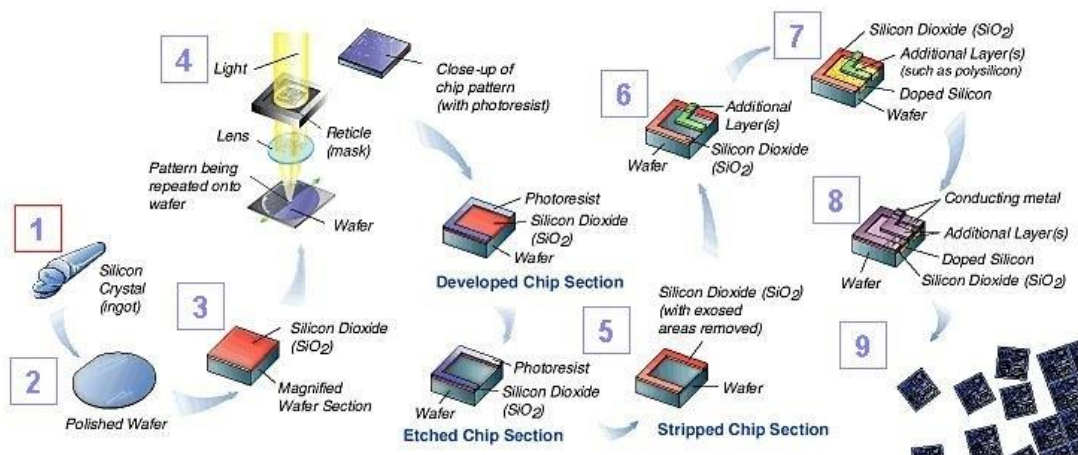 1
Silicon
Crystal
(ingot)
2
Polished Wafer
3
Silicon Dioxide
(SiO2)
Magnified
Wafer Section
4
Light
Reticle
(mask)
Lens
Pattern being
repeated onto
wafer
Wafer
Close-up of
chip pattern
(with photoresist)
Photoresist
Silicon Dioxide
(SiO2)
Wafer
Developed Chip Section
Photoresist
Silicon Dioxide
(SiO2)
Wafer
Etched Chip Section
5
Silicon Dioxide (SiO2)
(with exposed
areas removed)
Wafer
Stripped Chip Section
6
Additional
Layer(s)
Silicon Dioxide
(SiO2)
Wafer
7
Silicon Dioxide (SiO2)
Additional Layer(s)
(such as polysilicon)
Doped Silicon
Wafer
8
Conducting metal
Additional Layer(s)
Doped Silicon
Silicon Dioxide (SiO2)
Wafer
9